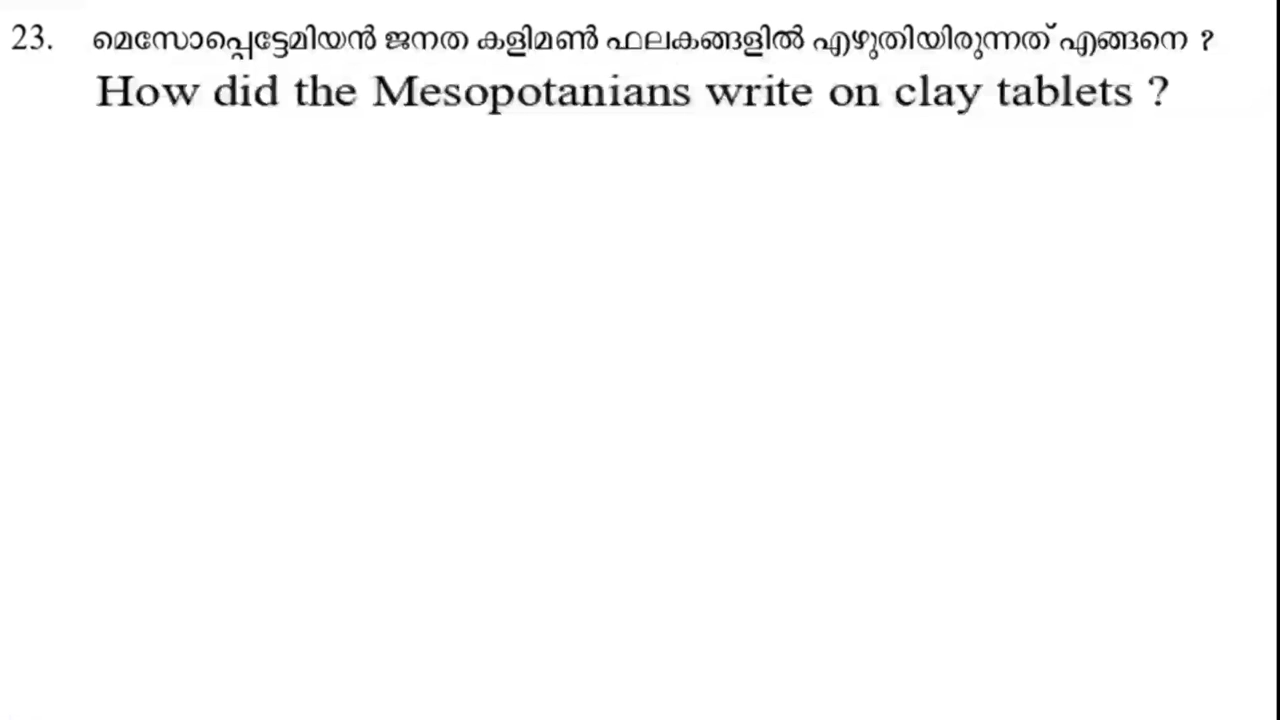 23. മെസോപ്പെട്ടേമിയൻ ജനത കളിമൺ ഫലകങ്ങളിൽ എഴുതിയിരുന്നത് എങ്ങനെ ?
How did the Mesopotanians write on clay tablets ?